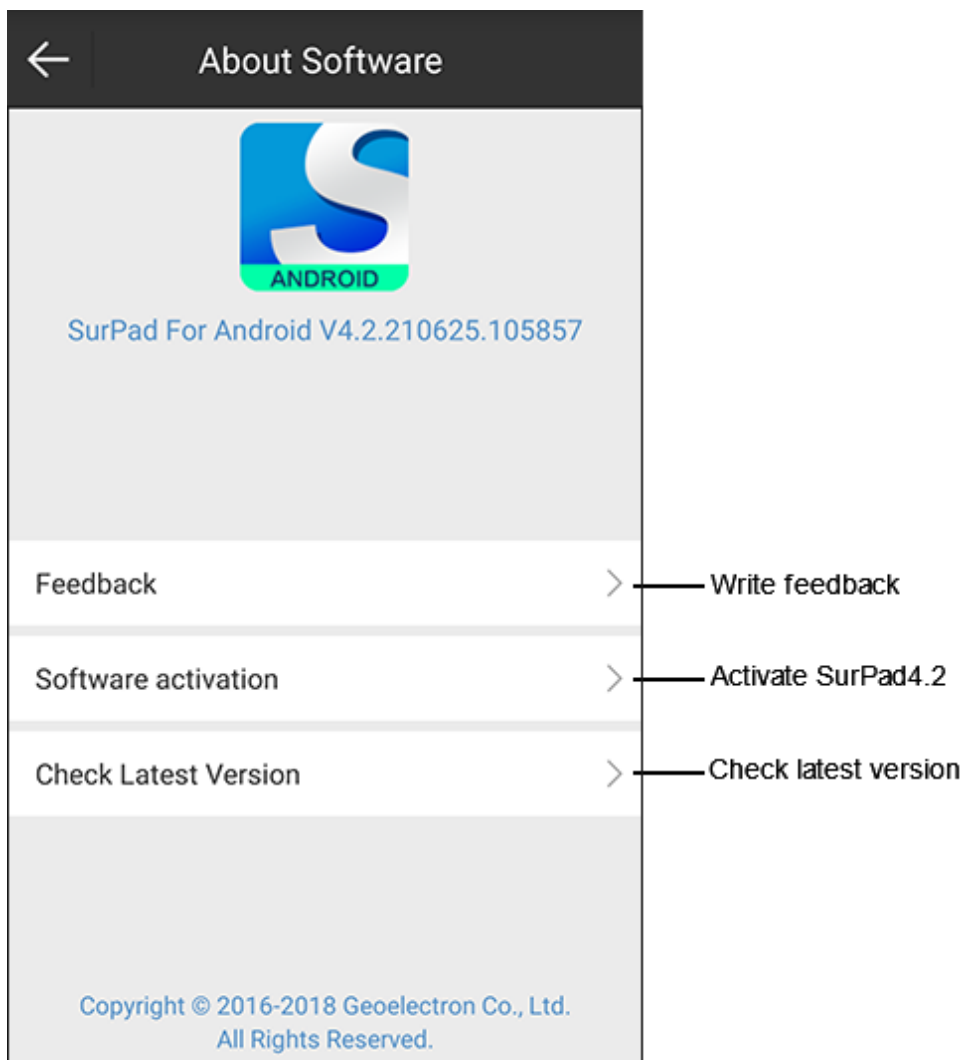 About Software
S
ANDROID
SurPad For Android V4.2.210625.105857
Feedback
Write feedback
Software activation
Activate SurPad4.2
Check Latest Version
Check latest version
Copyright © 2016-2018 Geoelectron Co., Ltd.
All Rights Reserved.